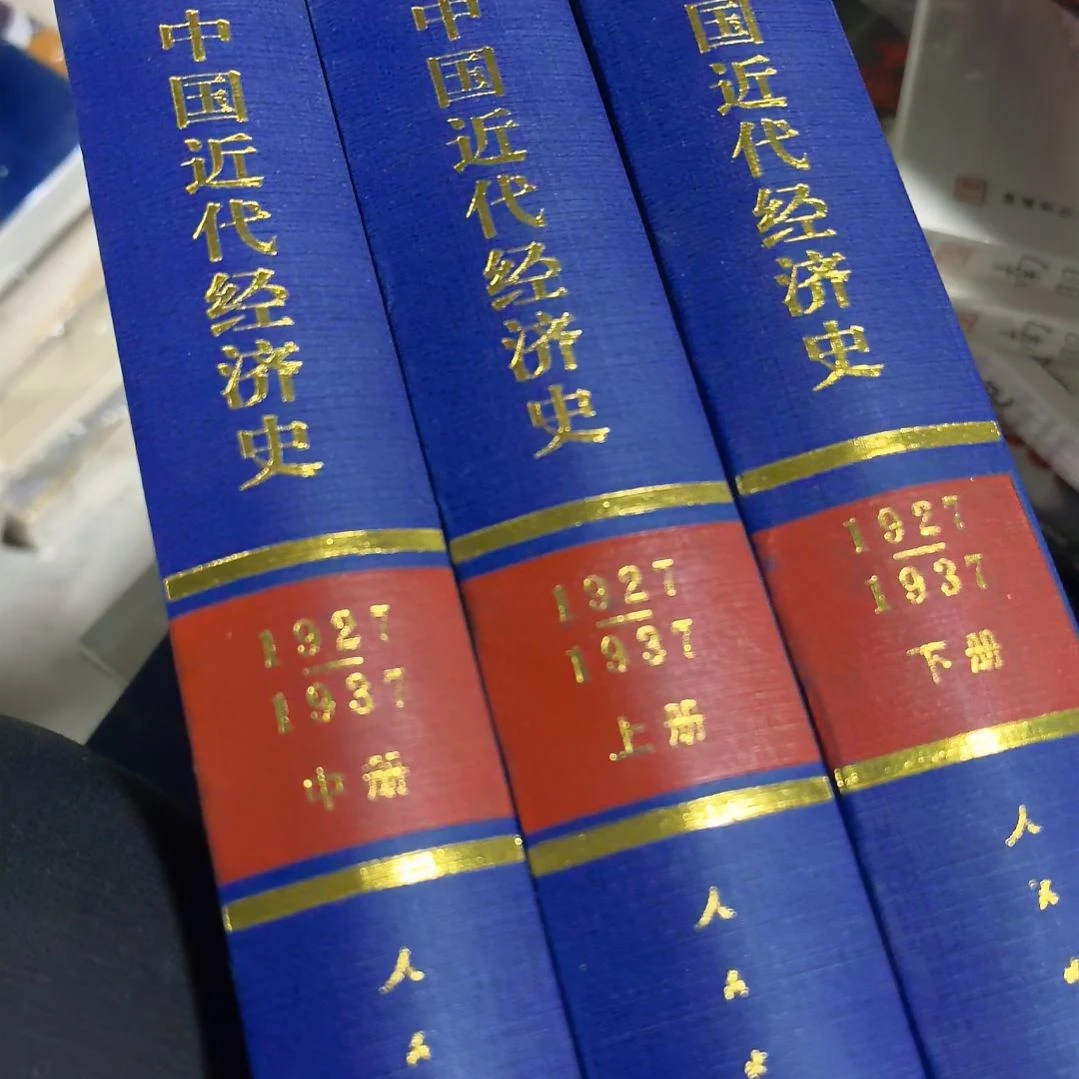 中国近代经济史
1927
1937
中册
人
中国近代经济史
1927
1937
上册
人
国近代经济史
1927
1937
下册
人